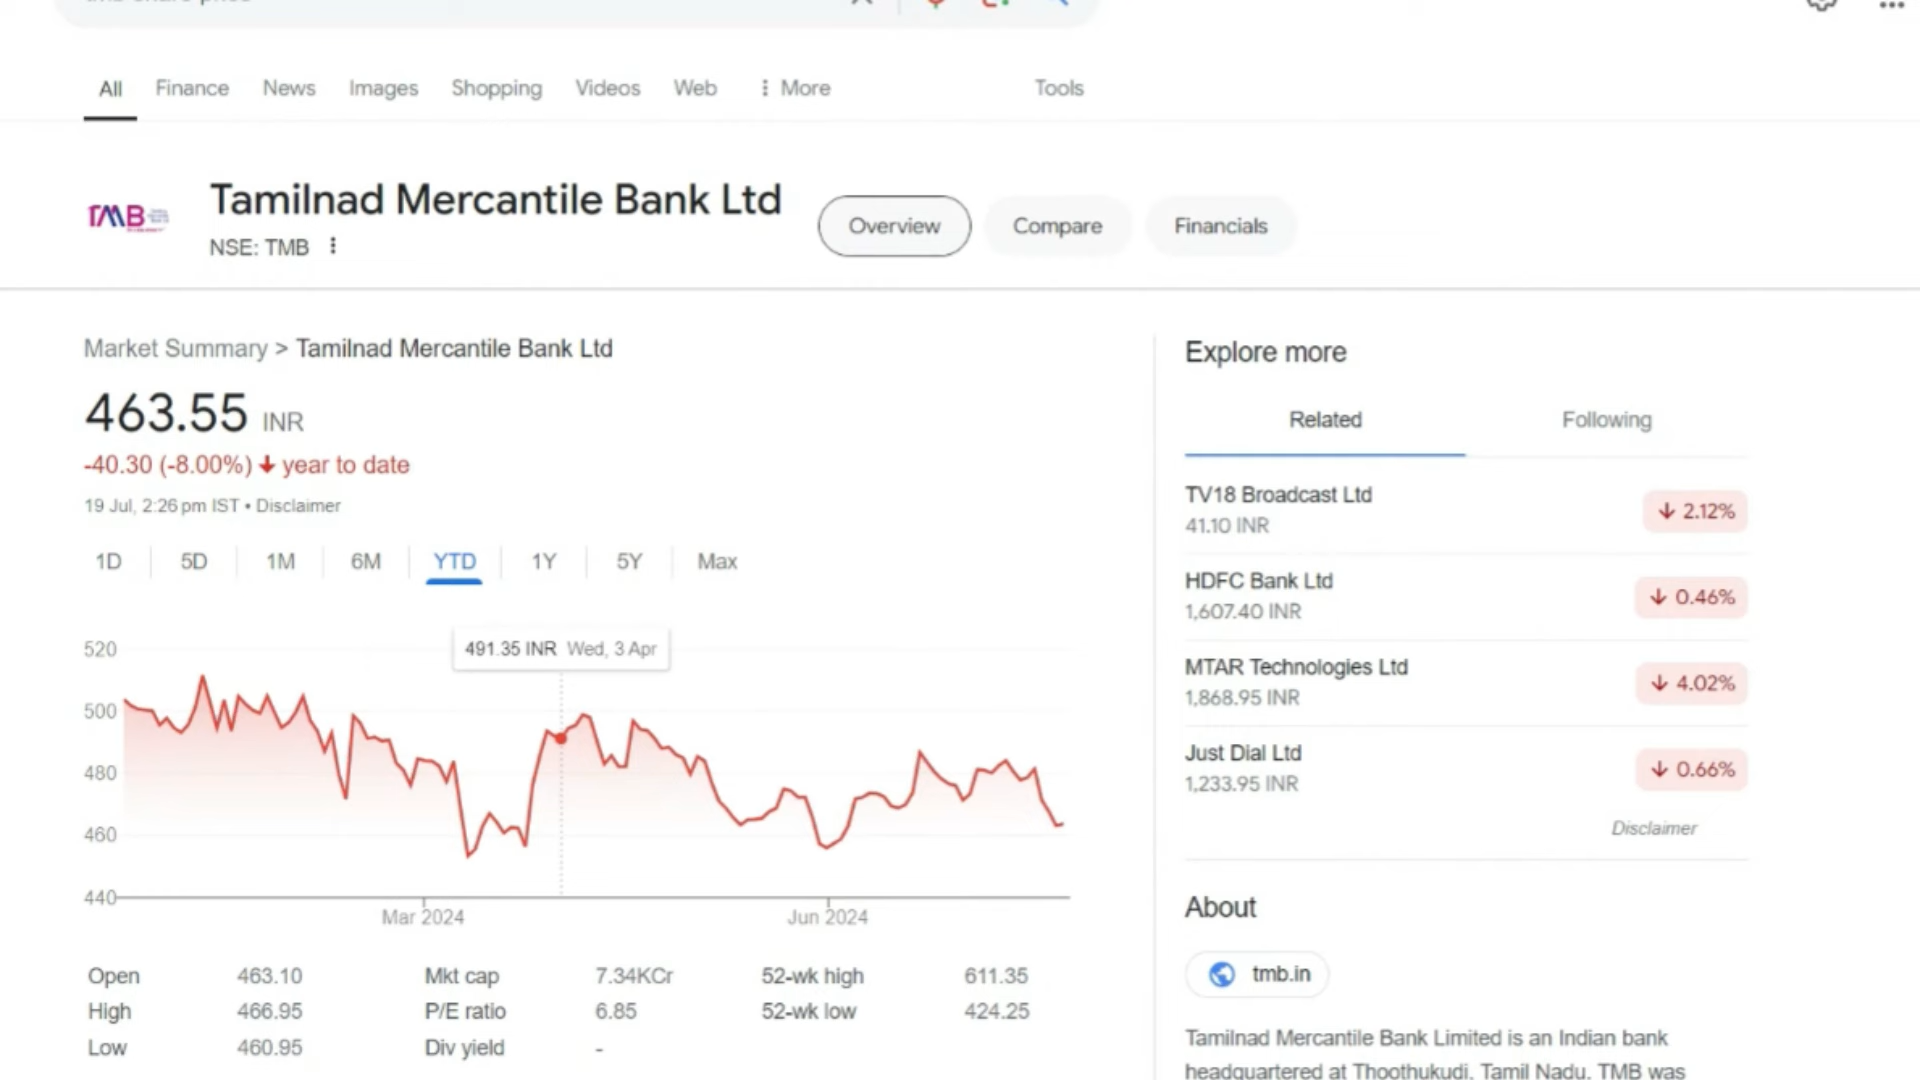 All Finance News Images Shopping Videos Web More Tools
TMB
Tamilnad Mercantile Bank Ltd
NSE: TMB
Overview Compare Financials
Market Summary > Tamilnad Mercantile Bank Ltd
463.55 INR
-40.30 (-8.00%) year to date
19 Jul, 2:26 pm IST • Disclaimer
1D 5D 1M 6M YTD 1Y 5Y Max
491.35 INR Wed, 3 Apr
520
500
480
460
440
Mar 2024 Jun 2024
Open 463.10 Mkt cap 7.34KCr 52-wk high 611.35
High 466.95 P/E ratio 6.85 52-wk low 424.25
Low 460.95 Div yield -
Explore more
Related Following
TV18 Broadcast Ltd
41.10 INR
2.12%
HDFC Bank Ltd
1,607.40 INR
0.46%
MTAR Technologies Ltd
1,868.95 INR
4.02%
Just Dial Ltd
1,233.95 INR
0.66%
Disclaimer
About
tmb.in
Tamilnad Mercantile Bank Limited is an Indian bank
headquartered at Thoothukudi, Tamil Nadu. TMB was